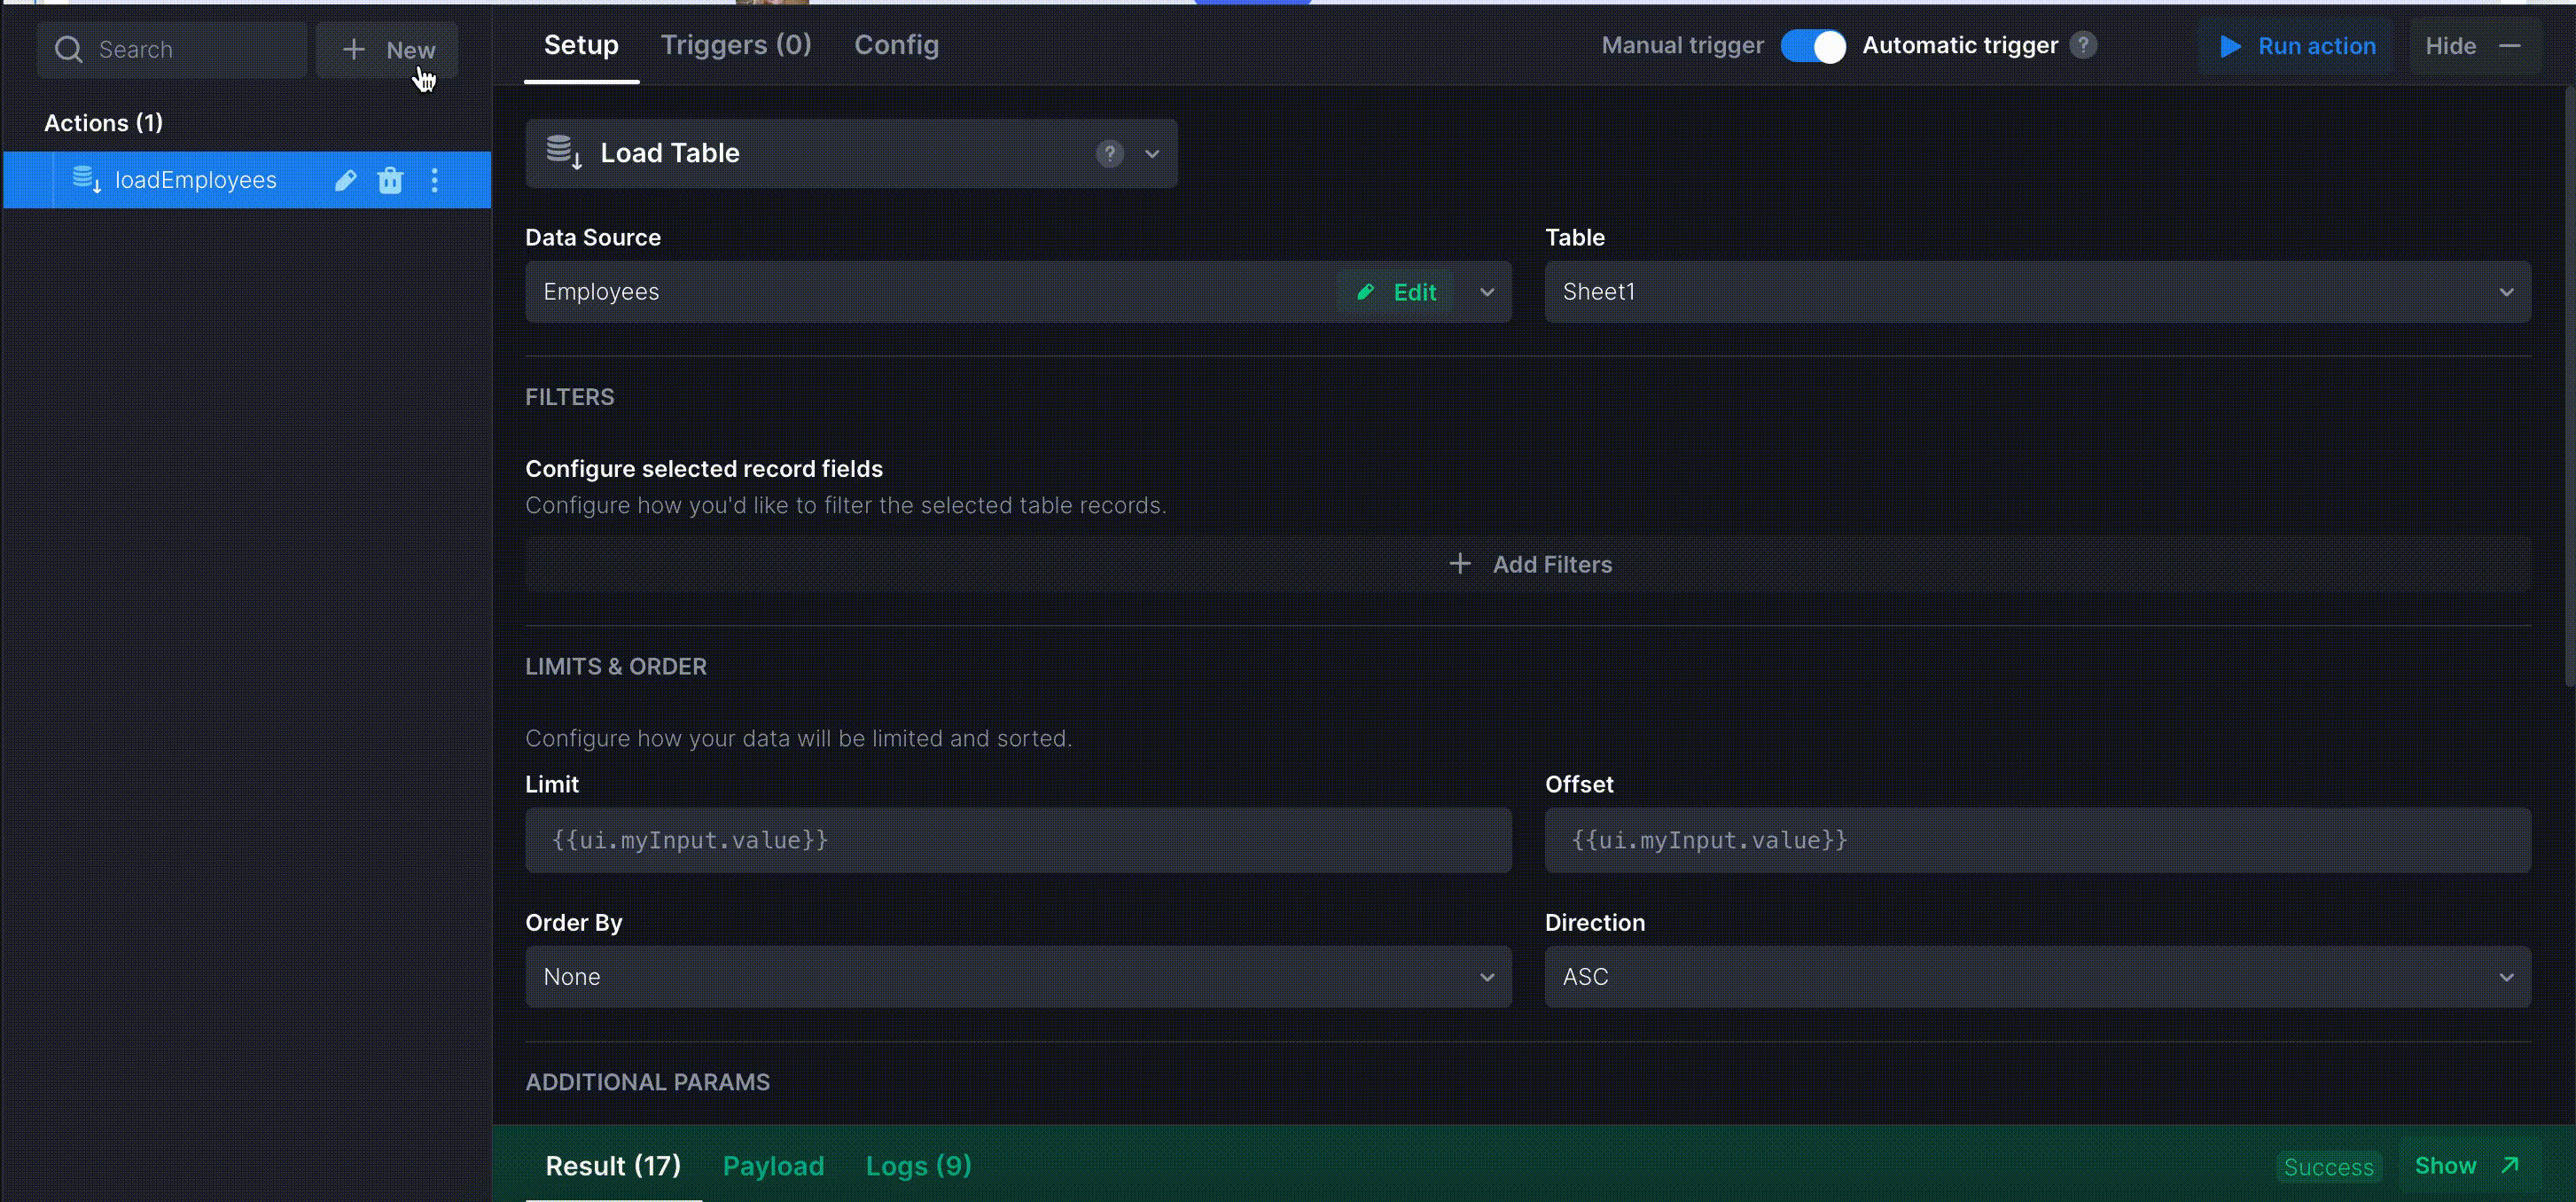 Search
New
Actions (1)
loadEmployees
Setup
Triggers (0)
Config
Manual trigger
Automatic trigger
?
Run action
Hide
Load Table
?
Data Source
Employees
Edit
Table
Sheet1
FILTERS
Configure selected record fields
Configure how you'd like to filter the selected table records.
Add Filters
LIMITS & ORDER
Configure how your data will be limited and sorted.
Limit
{{ui.myInput.value}}
Offset
{{ui.myInput.value}}
Order By
None
Direction
ASC
ADDITIONAL PARAMS
Result (17)
Payload
Logs (9)
Success
Show